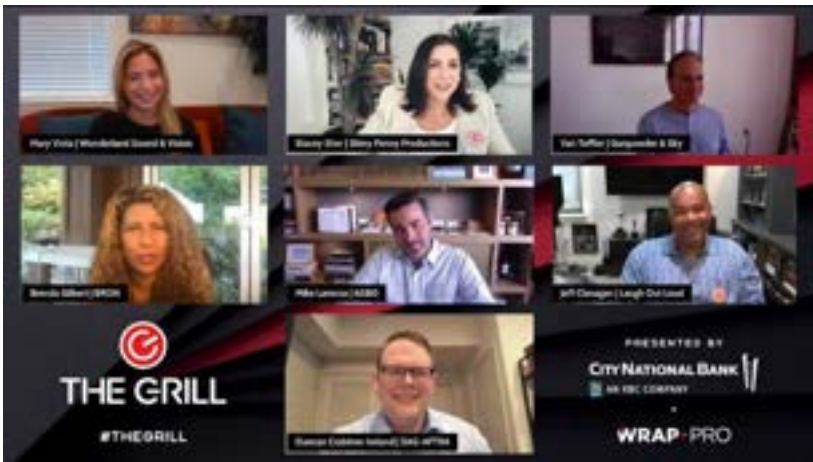 Mary Viola | Wonderland Sound & Vision
Stacey Sher | Shiny Penny Productions
Van Toffler | Gunpowder & Sky
Brenda Gilbert | BRON
Mike Larocca | AGBO
Jeff Clanagan | Laugh Out Loud
THE GRILL
#THEGRILL
Duncan Crabtree-Ireland | SAG-AFTRA
PRESENTED BY
CITY NATIONAL BANK
AN RBC COMPANY
+
WRAP-PRO